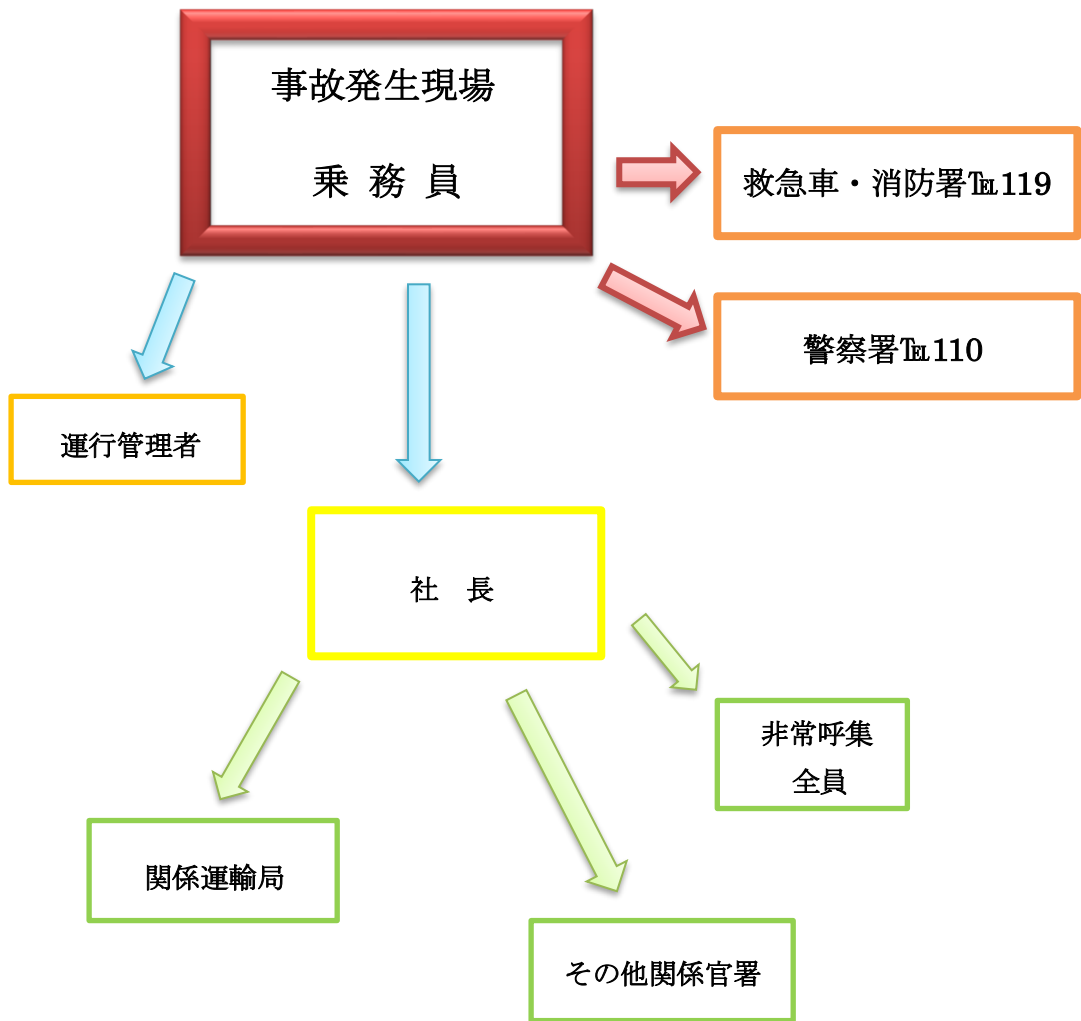 事故発生現場
乗 務 員
救急車・消防署℡119
警察署℡110
運行管理者
社 長
非常呼集
全員
関係運輸局
その他関係官署